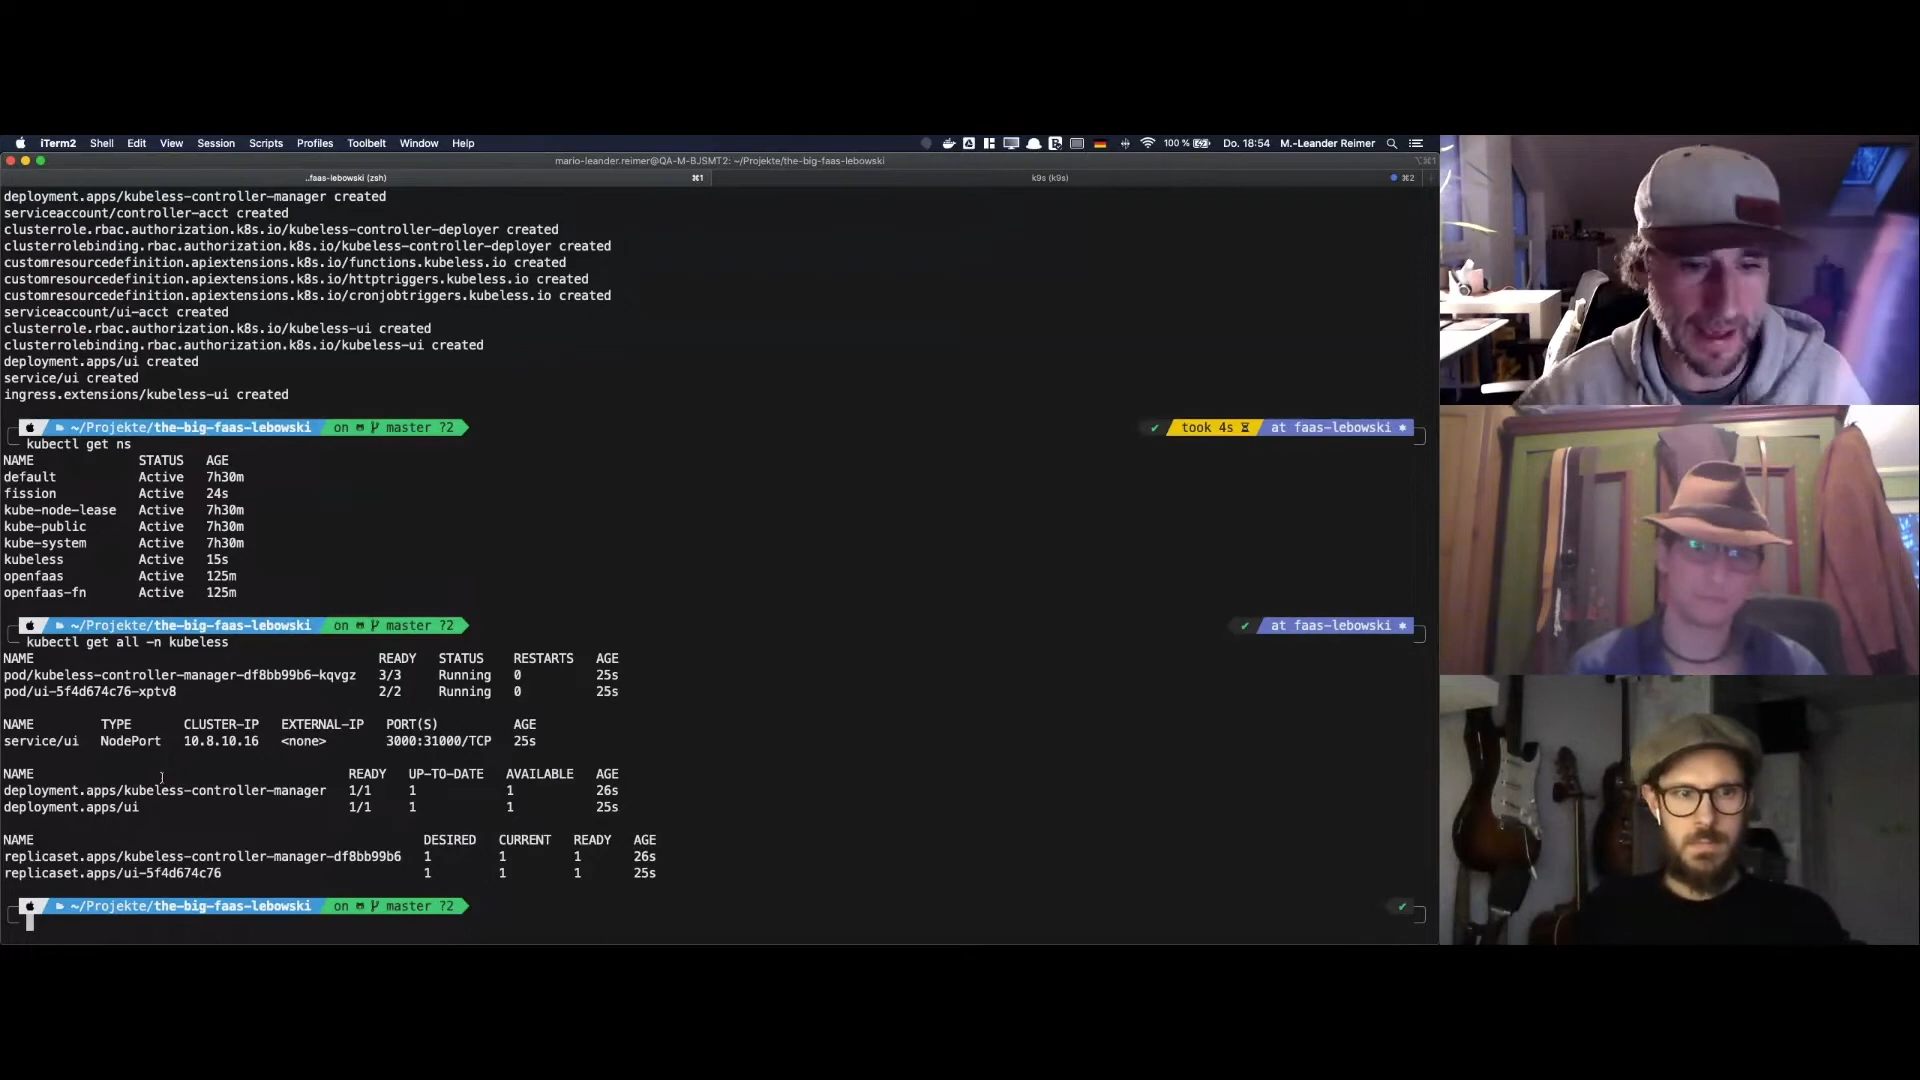 iTerm2 Shell Edit View Session Scripts Profiles Toolbelt Window Help 100 % Do. 18:54 M.-Leander Reimer
mario-leander.reimer@QA-M-BJSMT2: ~/Projekte/the-big-faas-lebowski ⌥⌘1
..faas-lebowski (zsh) ⌘1 k9s (k9s) ⌘2
deployment.apps/kubeless-controller-manager created
serviceaccount/controller-acct created
clusterrole.rbac.authorization.k8s.io/kubeless-controller-deployer created
clusterrolebinding.rbac.authorization.k8s.io/kubeless-controller-deployer created
customresourcedefinition.apiextensions.k8s.io/functions.kubeless.io created
customresourcedefinition.apiextensions.k8s.io/httptriggers.kubeless.io created
customresourcedefinition.apiextensions.k8s.io/cronjobtriggers.kubeless.io created
serviceaccount/ui-acct created
clusterrole.rbac.authorization.k8s.io/kubeless-ui created
clusterrolebinding.rbac.authorization.k8s.io/kubeless-ui created
deployment.apps/ui created
service/ui created
ingress.extensions/kubeless-ui created
~/Projekte/the-big-faas-lebowski on master ?2 ✔ took 4s at faas-lebowski
kubectl get ns
NAME STATUS AGE
default Active 7h30m
fission Active 24s
kube-node-lease Active 7h30m
kube-public Active 7h30m
kube-system Active 7h30m
kubeless Active 15s
openfaas Active 125m
openfaas-fn Active 125m
~/Projekte/the-big-faas-lebowski on master ?2 ✔ at faas-lebowski
kubectl get all -n kubeless
NAME READY STATUS RESTARTS AGE
pod/kubeless-controller-manager-df8bb99b6-kqvgz 3/3 Running 0 25s
pod/ui-5f4d674c76-xptv8 2/2 Running 0 25s
NAME TYPE CLUSTER-IP EXTERNAL-IP PORT(S) AGE
service/ui NodePort 10.8.10.16 <none> 3000:31000/TCP 25s
NAME READY UP-TO-DATE AVAILABLE AGE
deployment.apps/kubeless-controller-manager 1/1 1 1 26s
deployment.apps/ui 1/1 1 1 25s
NAME DESIRED CURRENT READY AGE
replicaset.apps/kubeless-controller-manager-df8bb99b6 1 1 1 26s
replicaset.apps/ui-5f4d674c76 1 1 1 25s
~/Projekte/the-big-faas-lebowski on master ?2 ✔